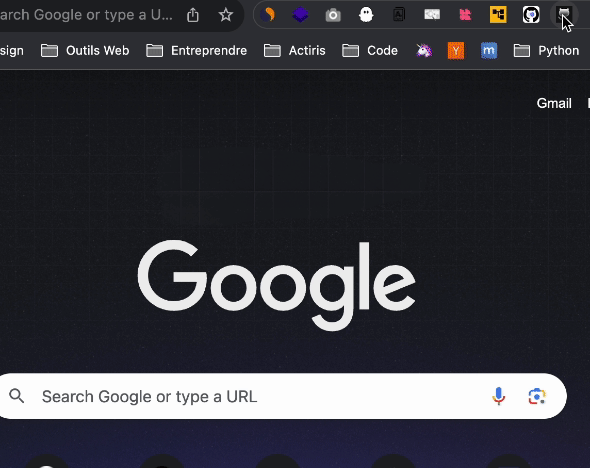 arch Google or type a U...
sign Outils Web Entreprendre Actiris Code Y m Python
Gmail
Google
Search Google or type a URL